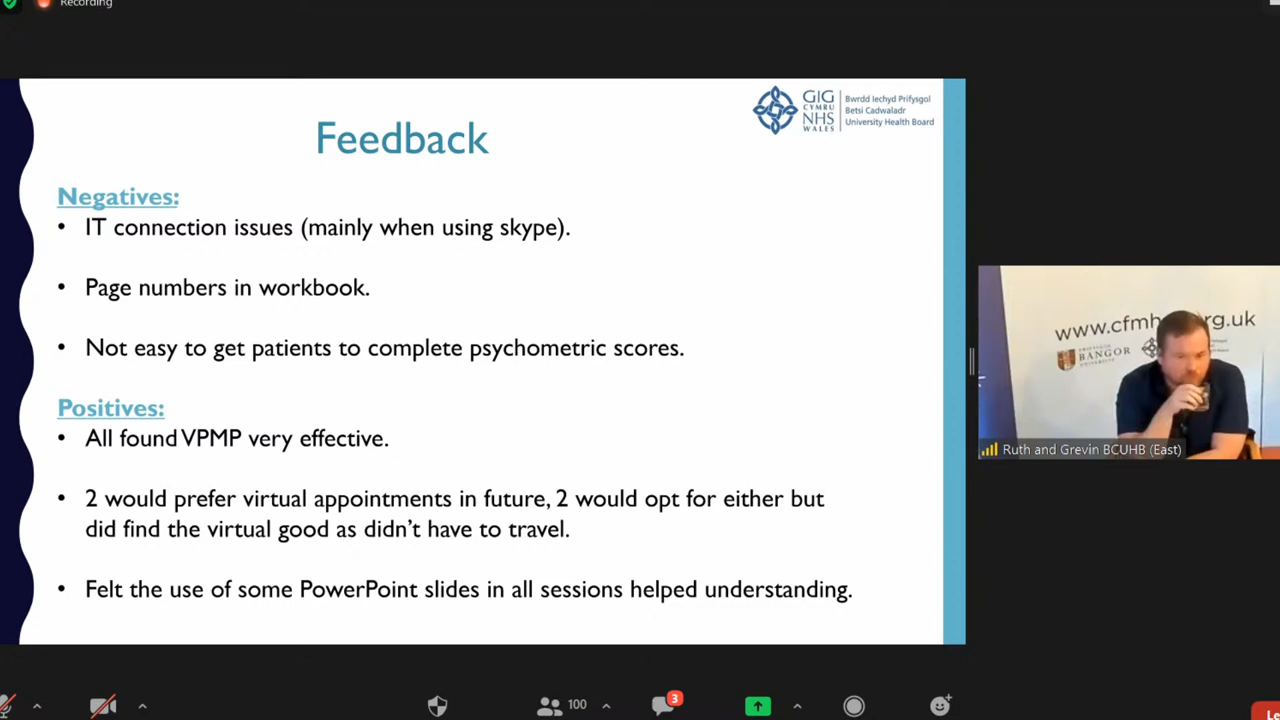 Recording
Feedback
GIG
CYMRU
NHS
WALES
Bwrdd Iechyd Prifysgol
Betsi Cadwaladr
University Health Board
Negatives:
• IT connection issues (mainly when using skype).
• Page numbers in workbook.
• Not easy to get patients to complete psychometric scores.
Positives:
• All found VPMP very effective.
• 2 would prefer virtual appointments in future, 2 would opt for either but
did find the virtual good as didn't have to travel.
• Felt the use of some PowerPoint slides in all sessions helped understanding.
BANGOR
UNIVERSITY
Ruth and Grevin BCUHB (East)
100
3